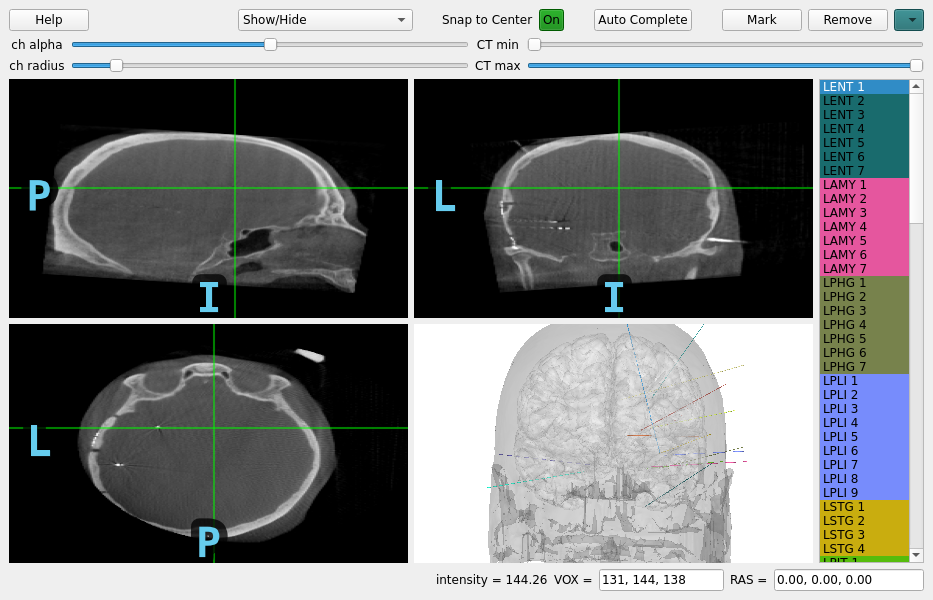 Help
Show/Hide
Snap to Center
On
Auto Complete
Mark
Remove
ch alpha
CT min
ch radius
CT max
P
I
L
I
L
P
LENT 1
LENT 2
LENT 3
LENT 4
LENT 5
LENT 6
LENT 7
LAMY 1
LAMY 2
LAMY 3
LAMY 4
LAMY 5
LAMY 6
LAMY 7
LPHG 1
LPHG 2
LPHG 3
LPHG 4
LPHG 5
LPHG 6
LPHG 7
LPLI 1
LPLI 2
LPLI 3
LPLI 4
LPLI 5
LPLI 6
LPLI 7
LPLI 8
LPLI 9
LSTG 1
LSTG 2
LSTG 3
LSTG 4
intensity = 144.26 VOX = 131, 144, 138 RAS = 0.00, 0.00, 0.00